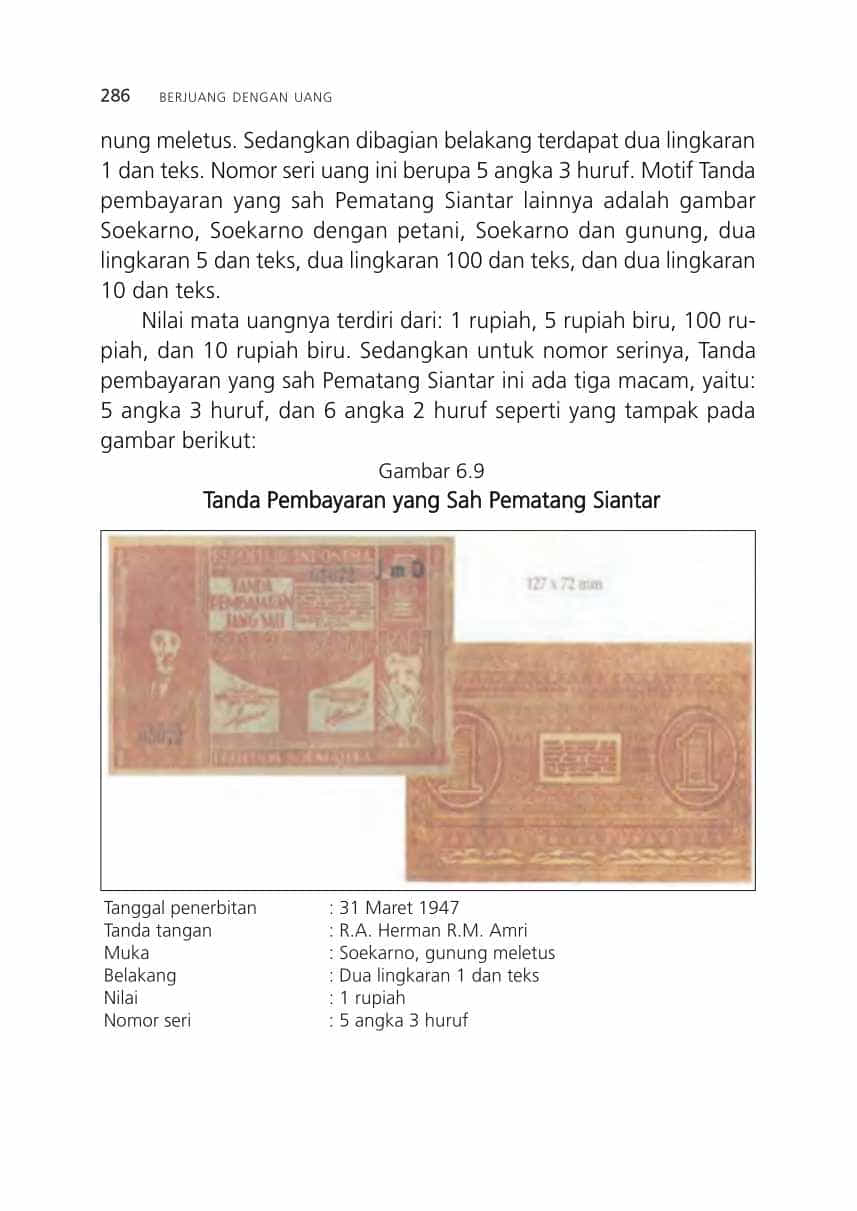 286 BERJUANG DENGAN UANG
nung meletus. Sedangkan dibagian belakang terdapat dua lingkaran
1 dan teks. Nomor seri uang ini berupa 5 angka 3 huruf. Motif Tanda
pembayaran yang sah Pematang Siantar lainnya adalah gambar
Soekarno, Soekarno dengan petani, Soekarno dan gunung, dua
lingkaran 5 dan teks, dua lingkaran 100 dan teks, dan dua lingkaran
10 dan teks.
Nilai mata uangnya terdiri dari: 1 rupiah, 5 rupiah biru, 100 ru-
piah, dan 10 rupiah biru. Sedangkan untuk nomor serinya, Tanda
pembayaran yang sah Pematang Siantar ini ada tiga macam, yaitu:
5 angka 3 huruf, dan 6 angka 2 huruf seperti yang tampak pada
gambar berikut:
Gambar 6.9
Tanda Pembayaran yang Sah Pematang Siantar
TANDA
PEMBAJARAN
JANG SAH
127 x 72 mm
1 1
Tanggal penerbitan : 31 Maret 1947
Tanda tangan : R.A. Herman R.M. Amri
Muka : Soekarno, gunung meletus
Belakang : Dua lingkaran 1 dan teks
Nilai : 1 rupiah
Nomor seri : 5 angka 3 huruf